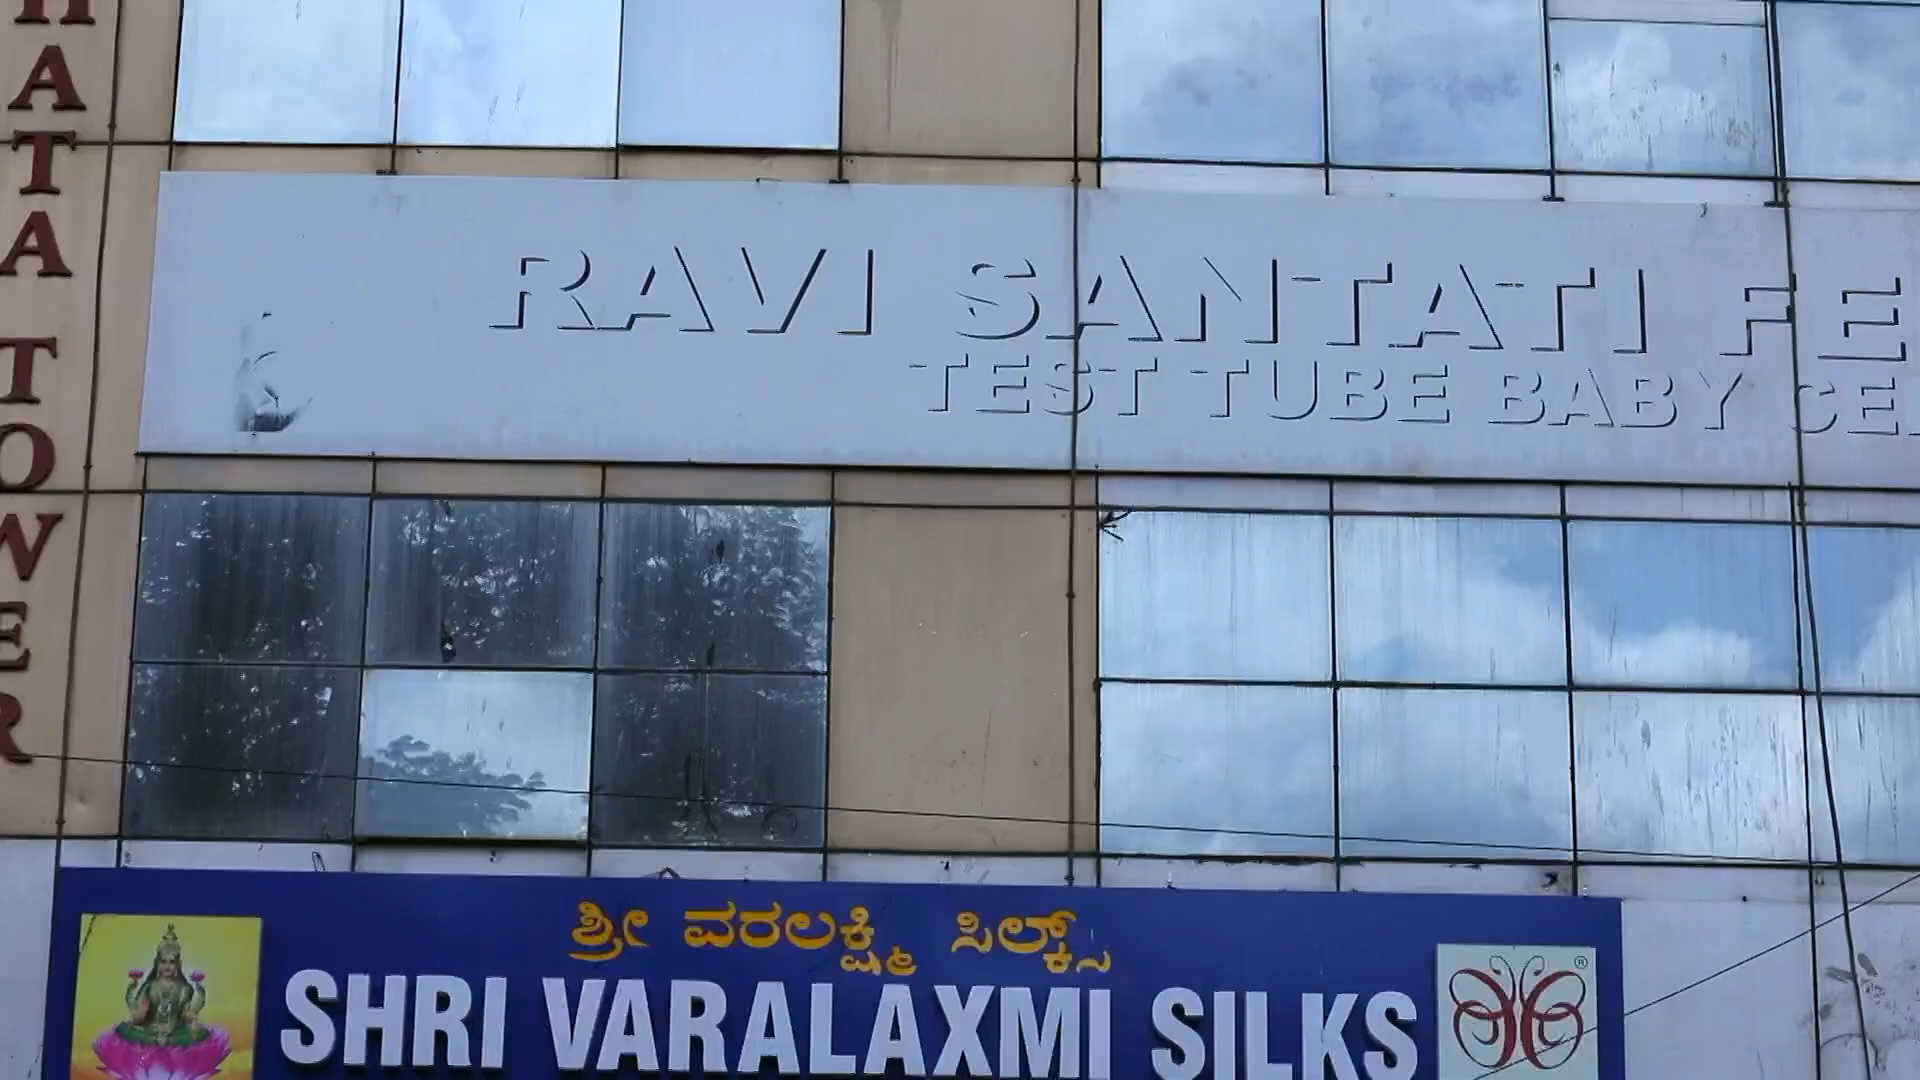 HATA TOWER
RAVI SANTATI FE
TEST TUBE BABY CE
ಶ್ರೀ ವರಲಕ್ಷ್ಮಿ ಸಿಲ್ಕ್ಸ್
SHRI VARALAXMI SILKS
®